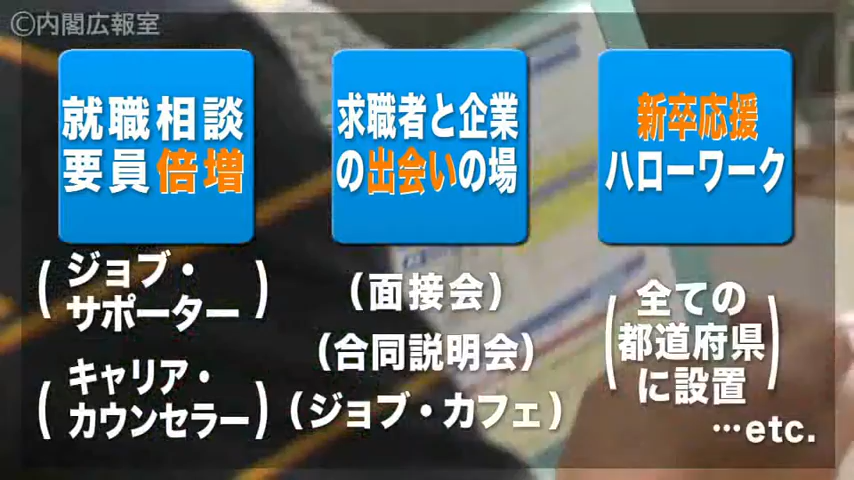 ©内閣広報室
就職相談
要員倍増
(ジョブ・
サポーター)
(キャリア・
カウンセラー)
求職者と企業
の出会いの場
(面接会)
(合同説明会)
(ジョブ・カフェ)
新卒応援
ハローワーク
(全ての
都道府県
に設置)
…etc.